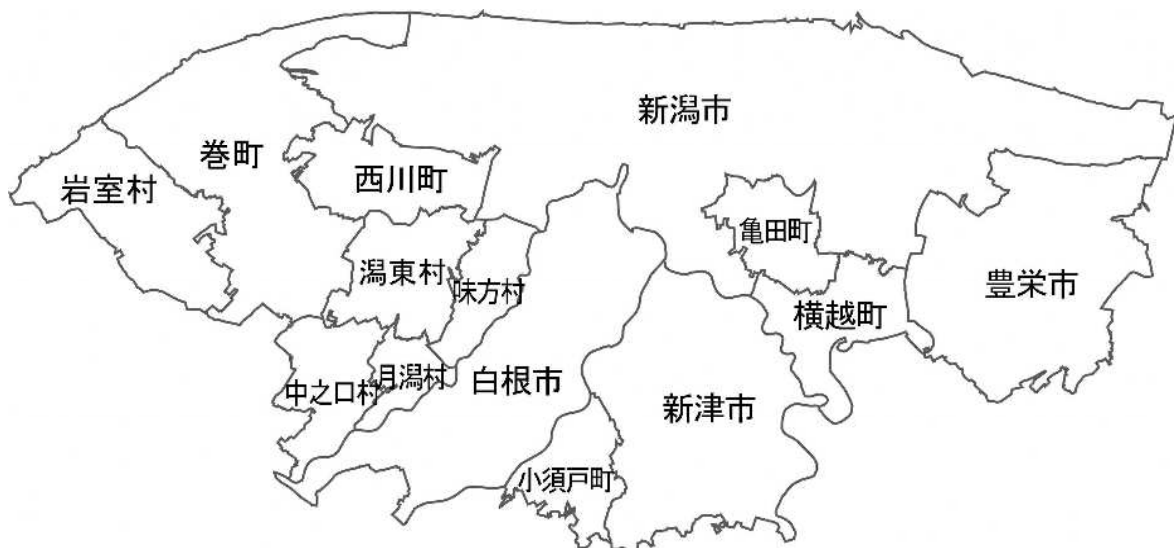 新潟市
巻町
岩室村
西川町
亀田町
潟東村
味方村
豊栄市
横越町
中之口村
月潟村
白根市
新津市
小須戸町